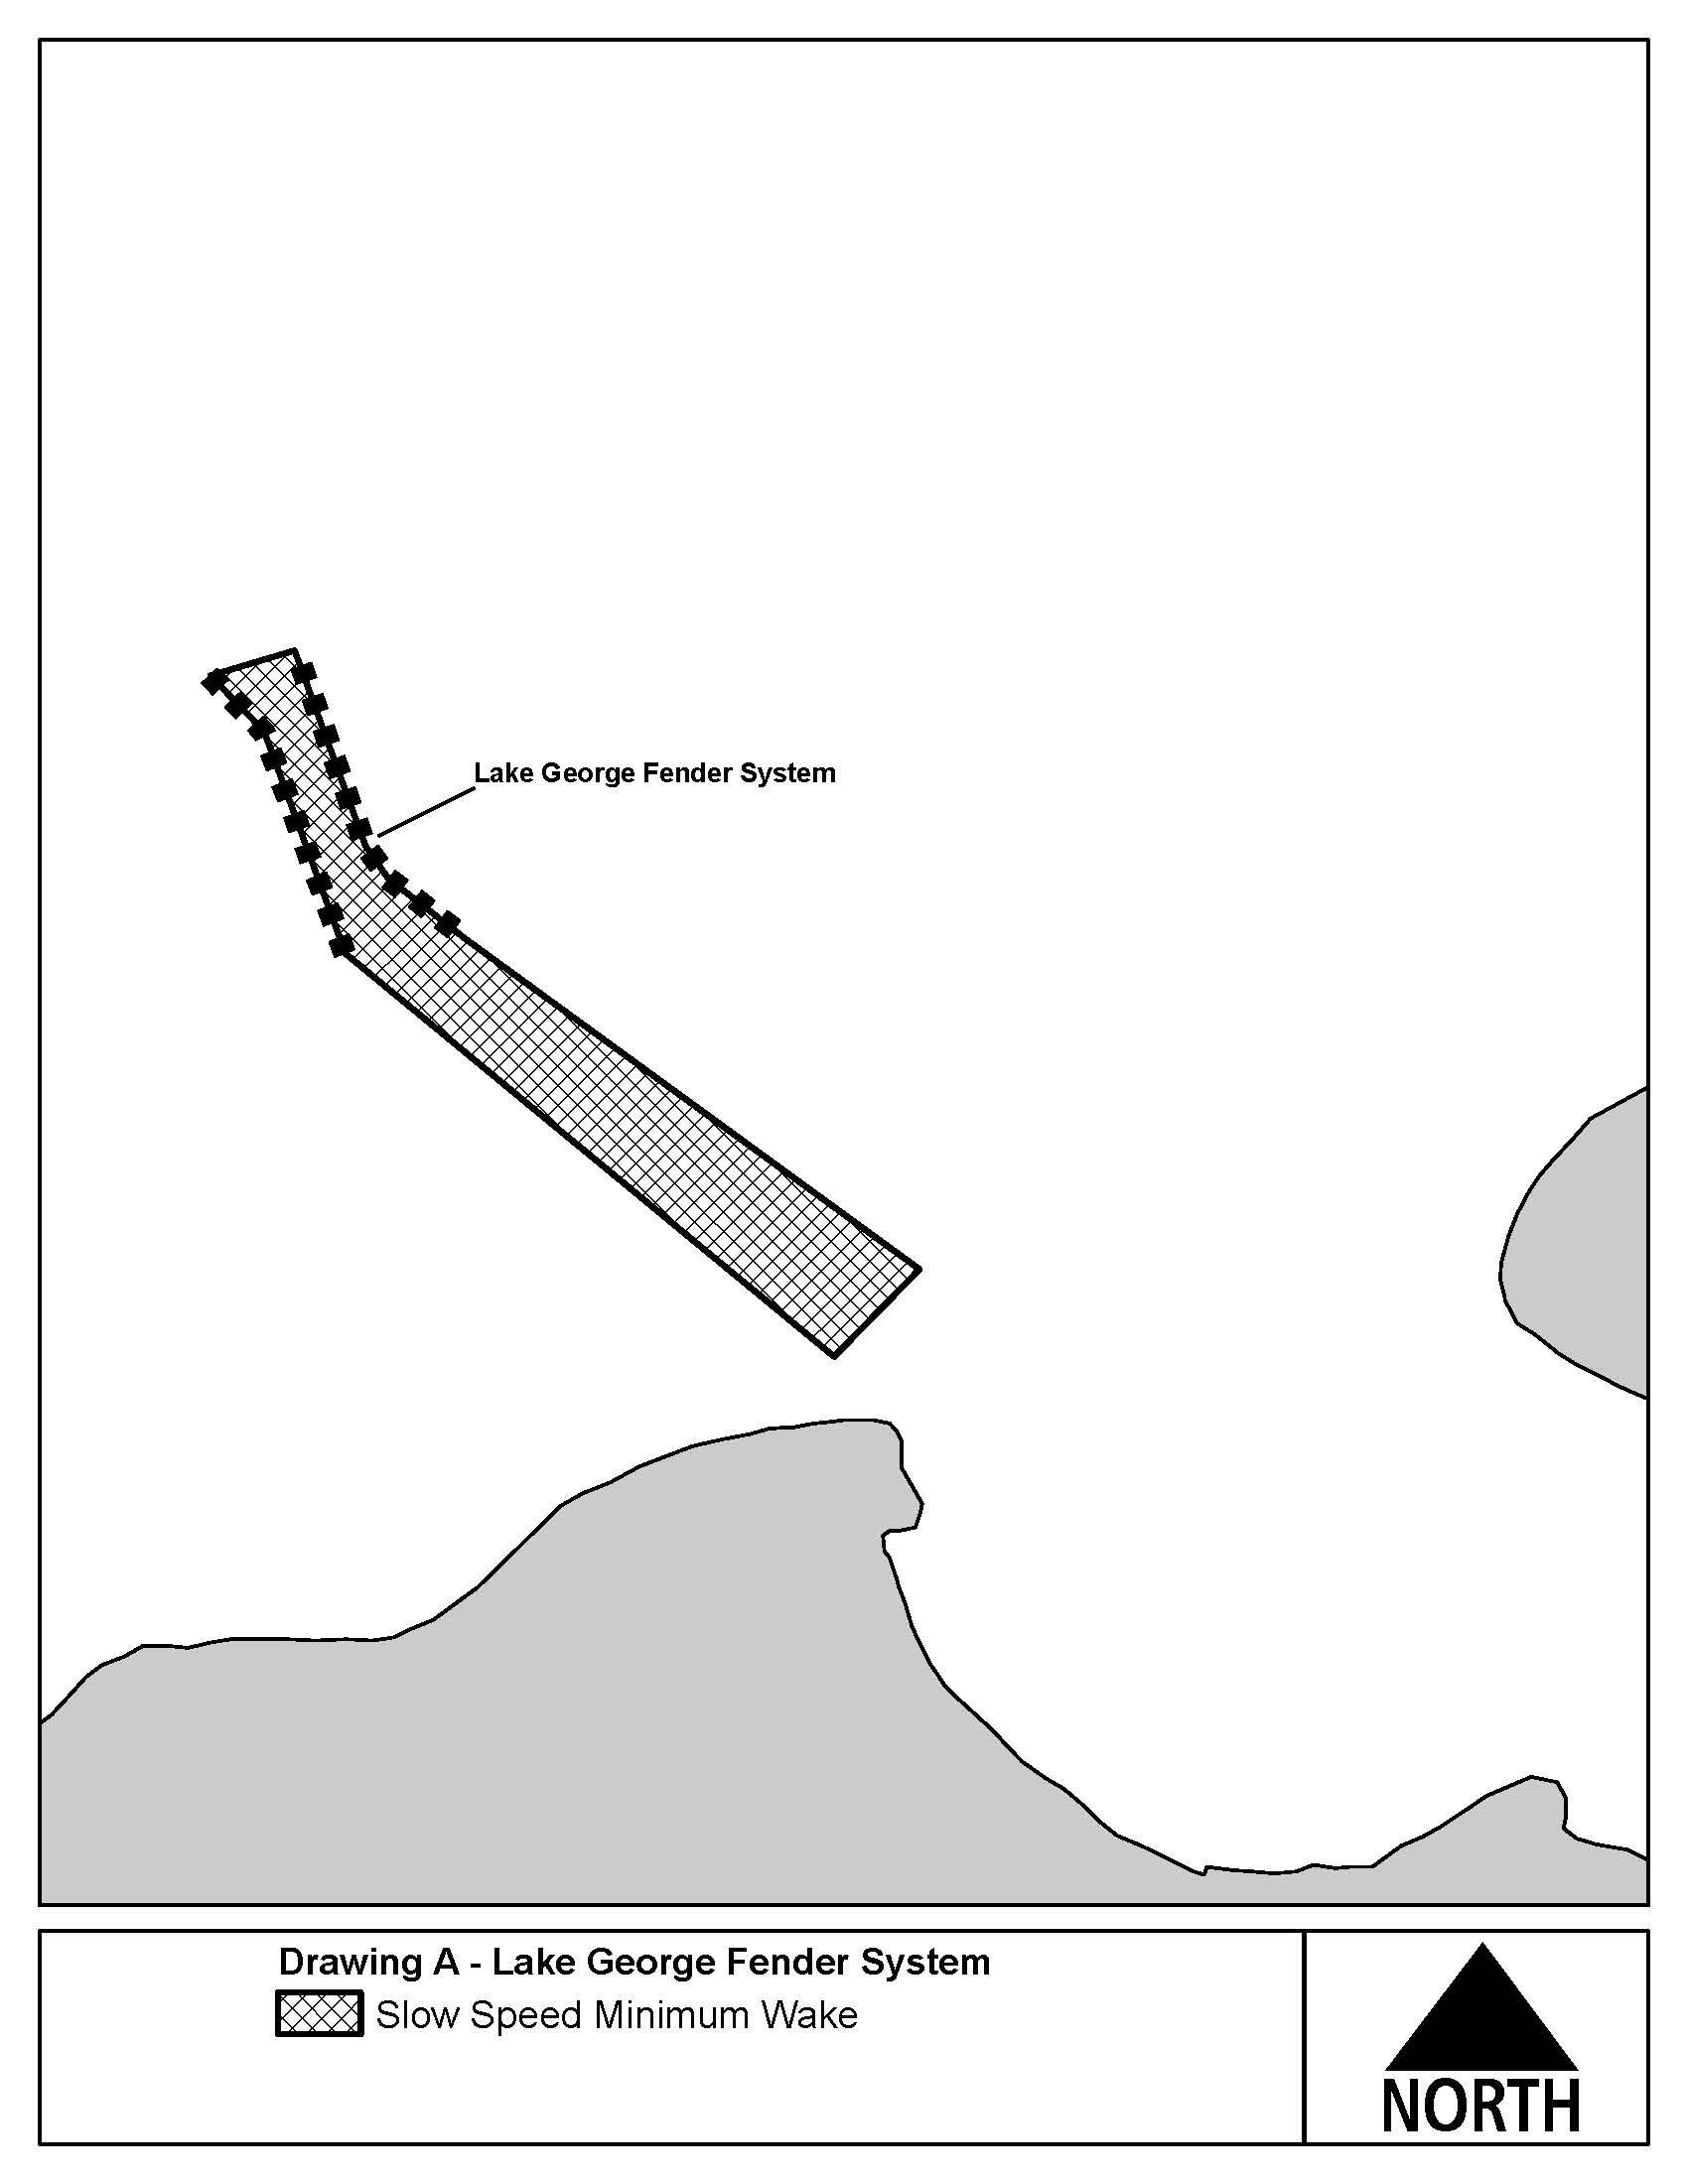 Lake George Fender System
Drawing A - Lake George Fender System
Slow Speed Minimum Wake
NORTH